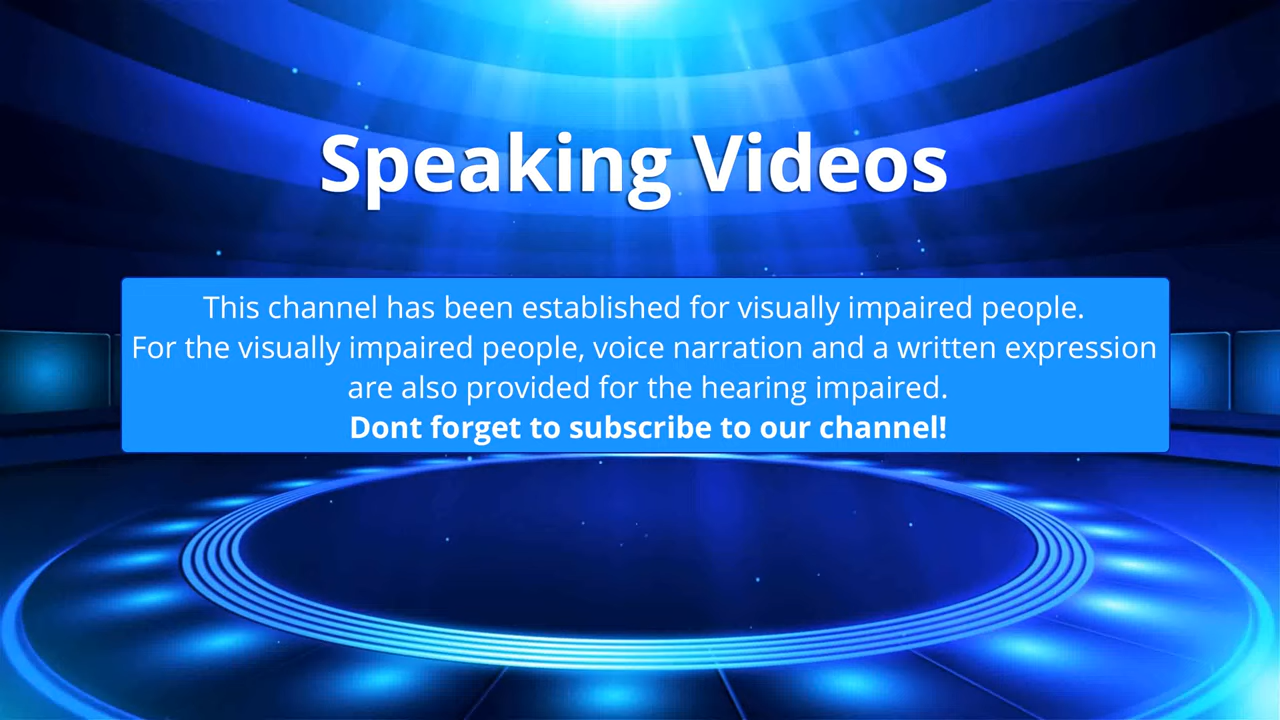 Speaking Videos
This channel has been established for visually impaired people.
For the visually impaired people, voice narration and a written expression
are also provided for the hearing impaired.
Dont forget to subscribe to our channel!